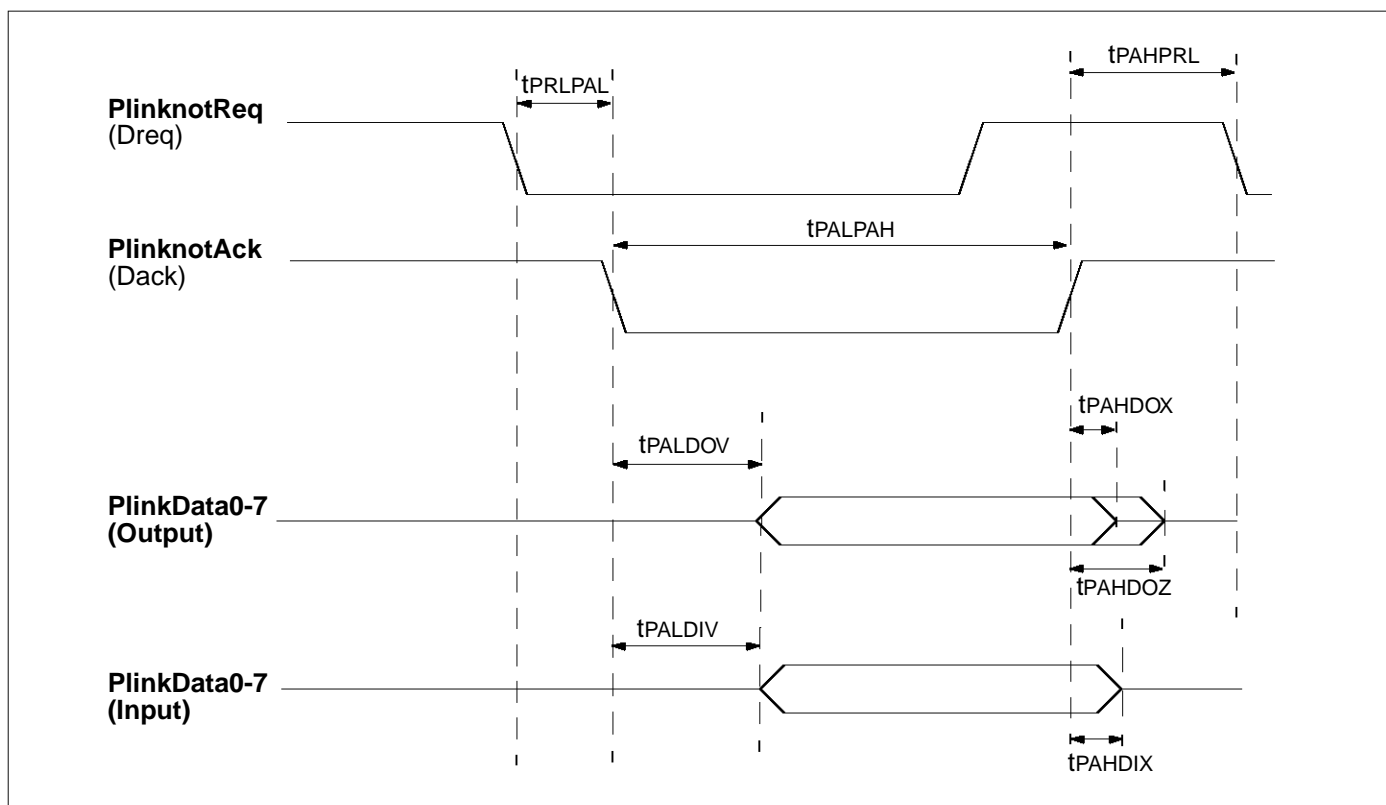 tPAHPRL
tPRLPAL
PlinknotReq
(Dreq)
tPALPAH
PlinknotAck
(Dack)
tPAHDOX
tPALDOV
PlinkData0-7
(Output)
tPAHDOZ
tPALDIV
PlinkData0-7
(Input)
tPAHDIX